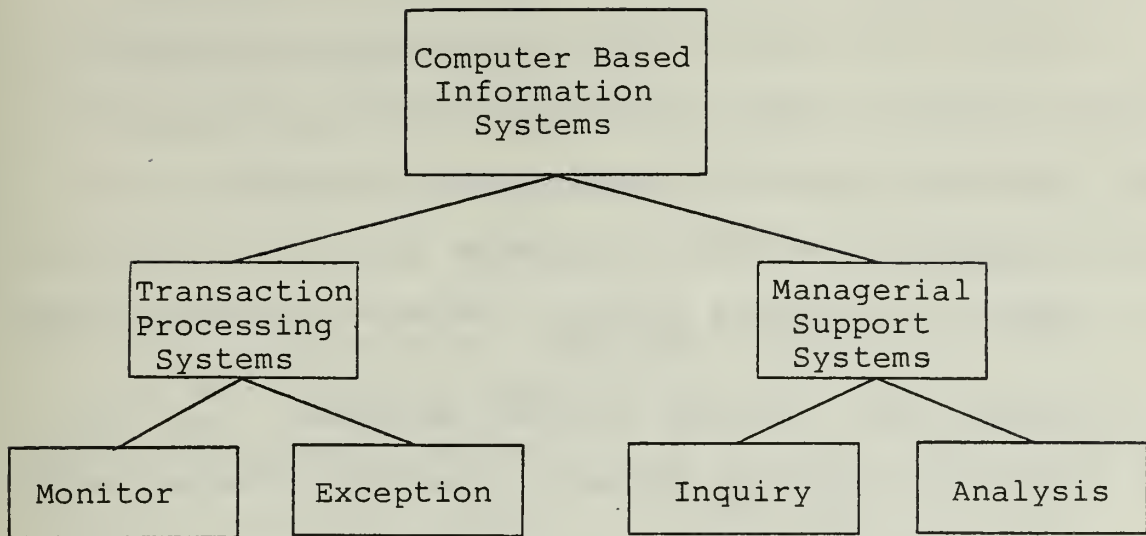 Computer Based
Information
Systems
Transaction
Processing
Systems
Managerial
Support
Systems
Monitor
Exception
Inquiry
Analysis